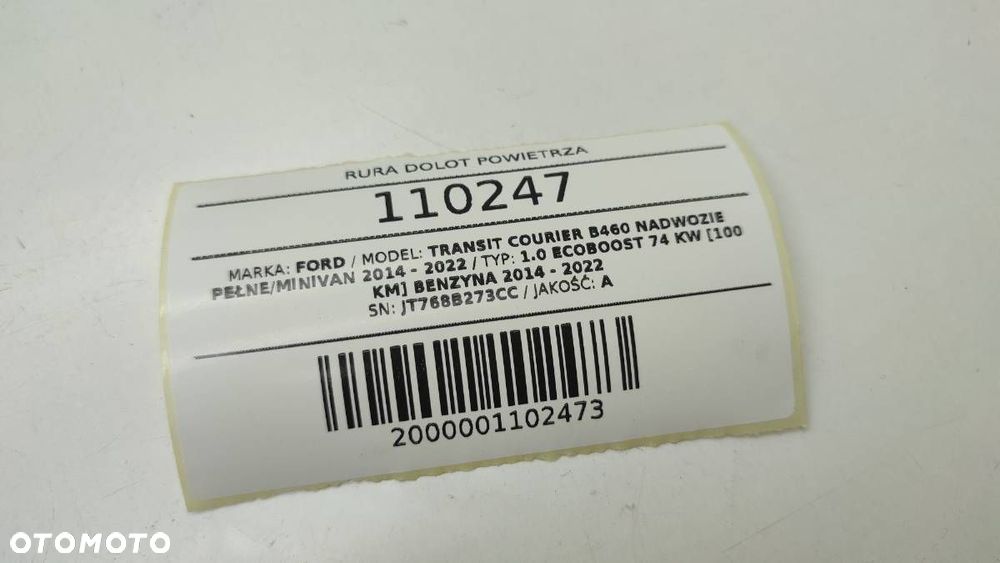 RURA DOLOT POWIETRZA
110247
MARKA: FORD / MODEL: TRANSIT COURIER B460 NADWOZIE
PEŁNE/MINIVAN 2014 - 2022 / TYP: 1.0 ECOBOOST 74 KW [100
KM] BENZYNA 2014 - 2022
SN: JT768B273CC / JAKOŚĆ: A
2000001102473
OTOMOTO